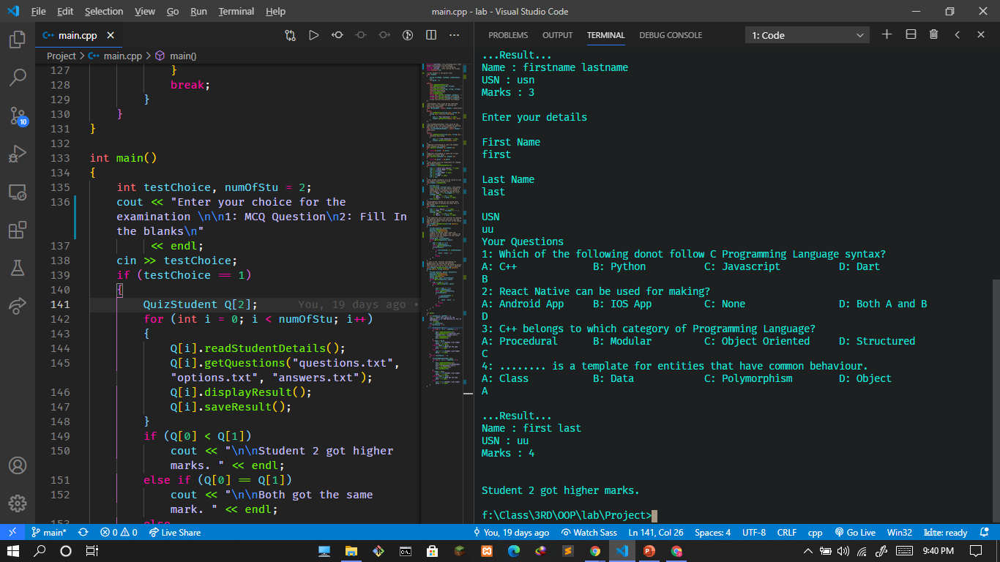 File Edit Selection View Go Run Terminal Help
main.cpp - lab - Visual Studio Code
main.cpp
Project > main.cpp > main()
127 }
128 break;
129 }
130 }
131 }
132
133 int main()
134 {
135 int testChoice, numOfStu = 2;
136 cout << "Enter your choice for the
examination \n\n1: MCQ Question\n2: Fill In
the blanks\n"
137 << endl;
138 cin >> testChoice;
139 if (testChoice == 1)
140 {
141 QuizStudent Q[2]; You, 19 days ago •
142 for (int i = 0; i < numOfStu; i++)
143 {
144 Q[i].readStudentDetails();
145 Q[i].getQuestions("questions.txt",
"options.txt", "answers.txt");
146 Q[i].displayResult();
147 Q[i].saveResult();
148 }
149 if (Q[0] < Q[1])
150 cout << "\n\nStudent 2 got higher
marks. " << endl;
151 else if (Q[0] == Q[1])
152 cout << "\n\nBoth got the same
mark. " << endl;
153 else
PROBLEMS OUTPUT TERMINAL DEBUG CONSOLE 1: Code
...Result...
Name : firstname lastname
USN : usn
Marks : 3
Enter your details
First Name
first
Last Name
last
USN
uu
Your Questions
1: Which of the following donot follow C Programming Language syntax?
A: C++ B: Python C: Javascript D: Dart
B
2: React Native can be used for making?
A: Android App B: IOS App C: None D: Both A and B
D
3: C++ belongs to which category of Programming Language?
A: Procedural B: Modular C: Object Oriented D: Structured
C
4: ........ is a template for entities that have common behaviour.
A: Class B: Data C: Polymorphism D: Object
A
...Result...
Name : first last
USN : uu
Marks : 4
Student 2 got higher marks.
f:\Class\3RD\OOP\lab\Project>
10
main* 0 0 Live Share You, 19 days ago Watch Sass Ln 141, Col 26 Spaces: 4 UTF-8 CRLF cpp Go Live Win32 kite: ready
9:40 PM